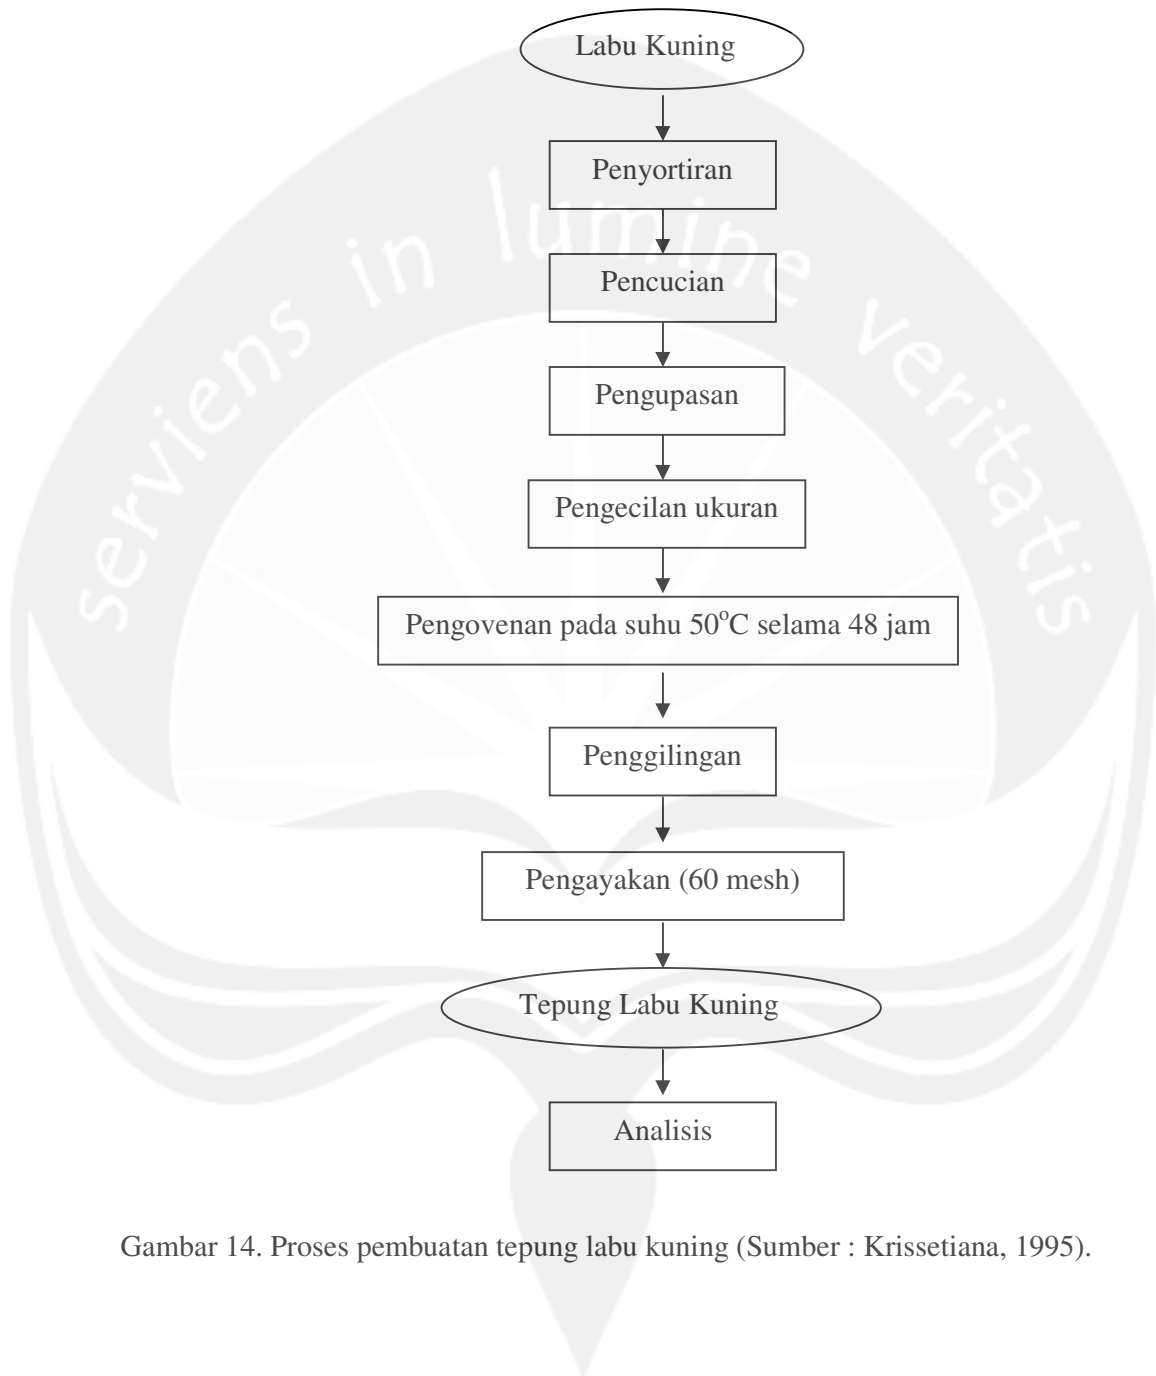 Labu Kuning
Penyortiran
Pencucian
Pengupasan
Pengecilan ukuran
Pengovenan pada suhu 50°C selama 48 jam
Penggilingan
Pengayakan (60 mesh)
Tepung Labu Kuning
Analisis
Gambar 14. Proses pembuatan tepung labu kuning (Sumber : Krissetiana, 1995).
serviens in lumine veritatis